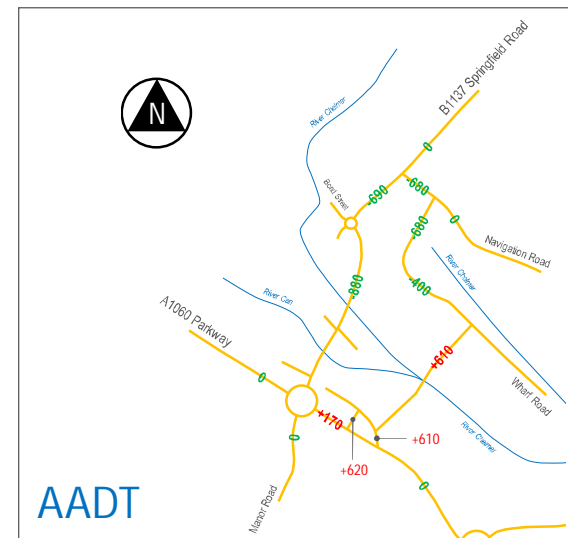 B1137 Springfield Road
N
River Chelmer
0
Bond Street
-690
-680
-680
0
Navigation Road
River Chelmer
-880
River Can
-400
A1060 Parkway
+610
0
Wharf Road
+170
+610
River Chelmer
0
+620
0
Manor Road
AADT